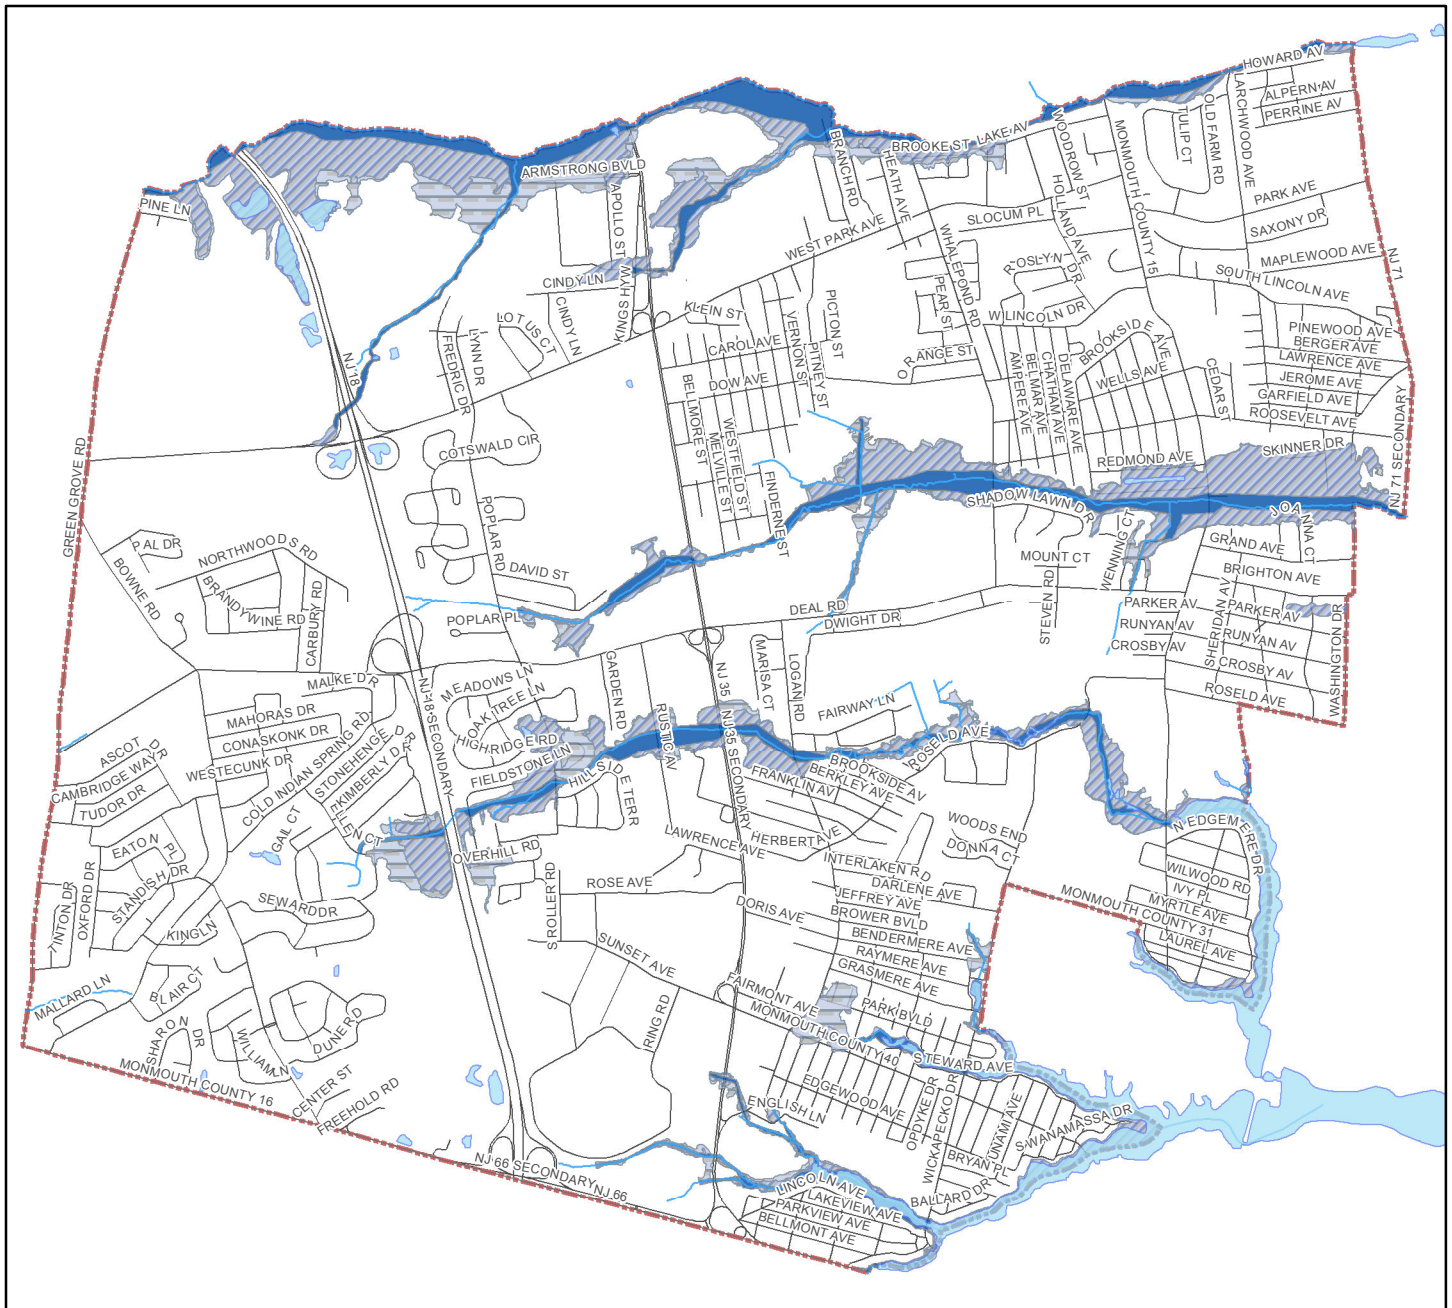 HOWARD AV
ALPERN AV
PERRINE AV
LARCHWOOD AVE
OLD FARM RD
TULIP CT
MONMOUTH COUNTY 15
WOODROW ST
HOLLAND AVE
LAKE AV
BROOKE ST
BRANCH RD
HEATH AVE
ARMSTRONG BVLD
APOLLO ST
PINE LN
PARK AVE
SAXONY DR
MAPLEWOOD AVE
NJ 71
SOUTH LINCOLN AVE
SLOCUM PL
WEST PARK AVE
WHALEPOND RD
ROSLYN DR
W LINCOLN DR
PEAR ST
ORANGE ST
CINDY LN
CINDY LN
KINGS HYW
KLEIN ST
CAROL AVE
DOW AVE
VERNON ST
PITNEY ST
PICTON ST
LOTUS CT
LYNN DR
FREDRIC DR
NJ 18
BROOKSIDE AVE
WELLS AVE
CEDAR ST
DELAWARE AVE
CHATHAM AVE
BELMAR AVE
AMPERE AVE
PINEWOOD AVE
BERGER AVE
LAWRENCE AVE
JEROME AVE
GARFIELD AVE
ROOSEVELT AVE
SKINNER DR
NJ 71 SECONDARY
REDMOND AVE
BELLMORE ST
WESTFIELD ST
MELVILLE ST
FINDERNE ST
COTSWALD CIR
POPLAR RD
GREEN GROVE RD
SHADOW LAWN DR
JOANNA CT
WENNING CT
GRAND AVE
MOUNT CT
BRIGHTON AVE
STEVEN RD
PAL DR
NORTHWOODS RD
BOWNE RD
BRANDYWINE RD
CARBURY RD
DAVID ST
POPLAR PL
DEAL RD
DWIGHT DR
PARKER AV
RUNYAN AV
CROSBY AV
SHERIDAN AV
PARKER AV
RUNYAN AV
CROSBY AV
ROSELD AVE
WASHINGTON DR
MALKE DR
MAHORAS DR
CONASKONK DR
WESTECUNK DR
OLD INDIAN SPRING RD
STONEHENGE DR
KIMBERLY DR
COLD
GAIL CT
ELLEN CT
ASCOT DR
CAMBRIDGE WAY
TUDOR DR
EATON PL
STANDISH DR
OXFORD DR
VINTON DR
KING LN
SEWARD DR
NJ 18 SECONDARY
MEADOWS LN
OAK TREE LN
HIGHRIDGE RD
FIELDSTONE LN
HILLSIDE TERR
OVERHILL RD
GARDEN RD
RUSTIC AV
NJ 35
NJ 35 SECONDARY
MARISA CT
LOGAN RD
FAIRWAY LN
ROSELD AVE
BROOKSIDE AV
BERKLEY AVE
FRANKLIN AV
HERBERT AVE
LAWRENCE AVE
ROSE AVE
S ROLLER RD
WOODS END
DONNA CT
INTERLAKEN RD
DARLENE AVE
JEFFREY AVE
BROWER BVLD
BENDERMERE AVE
RAYMERE AVE
GRASMERE AVE
DORIS AVE
N EDGEMERE DR
WILWOOD RD
IVY PL
MYRTLE AVE
MONMOUTH COUNTY 31
LAUREL AVE
SUNSET AVE
RING RD
FAIRMONT AVE
PARK BVLD
MONMOUTH COUNTY 40
STEWARD AVE
EDGEWOOD AVE
ENGLISH LN
OPDYKE DR
WICKAPECKO DR
UNAMI AVE
S WANAMASSA DR
BRYAN PL
BALLARD DR
MALLARD LN
BLAIR CT
SHARON DR
WILLIAM LN
DUNE RD
CENTER ST
FREEHOLD RD
MONMOUTH COUNTY 16
NJ 66 SECONDARY
NJ 66
LINCOLN AVE
LAKEVIEW AVE
PARKVIEW AVE
BELLMONT AVE